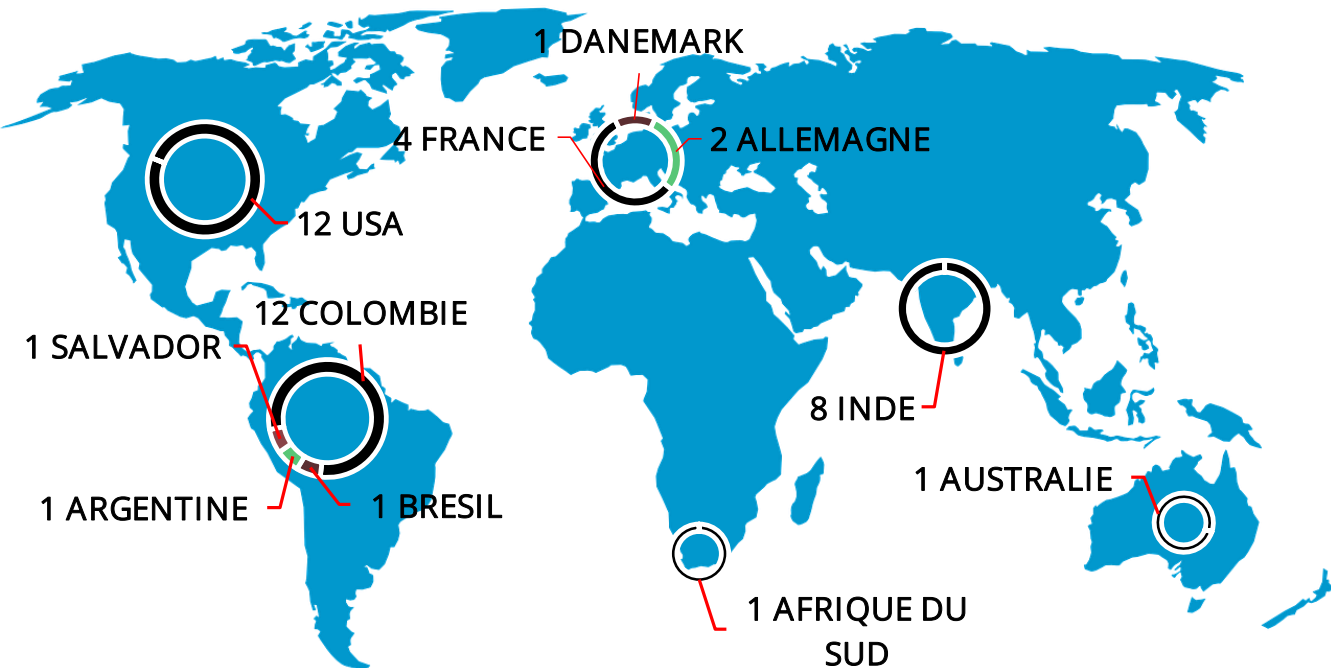 1 DANEMARK
4 FRANCE
2 ALLEMAGNE
12 USA
12 COLOMBIE
1 SALVADOR
8 INDE
1 AUSTRALIE
1 ARGENTINE
1 BRESIL
1 AFRIQUE DU
SUD